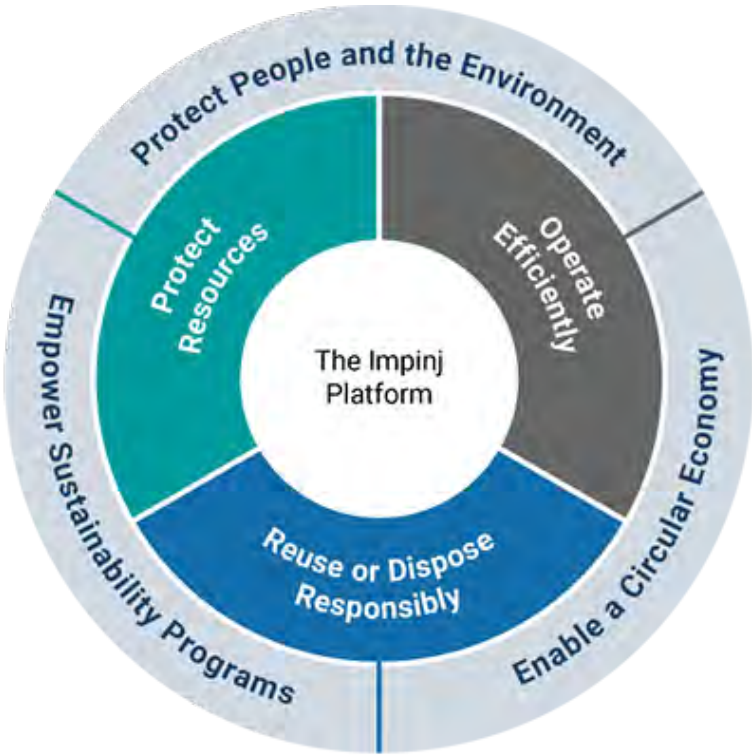 Protect People and the Environment
Protect
Resources
Operate
Efficiently
The Impinj
Platform
Reuse or Dispose
Responsibly
Empower Sustainability Programs
Enable a Circular Economy